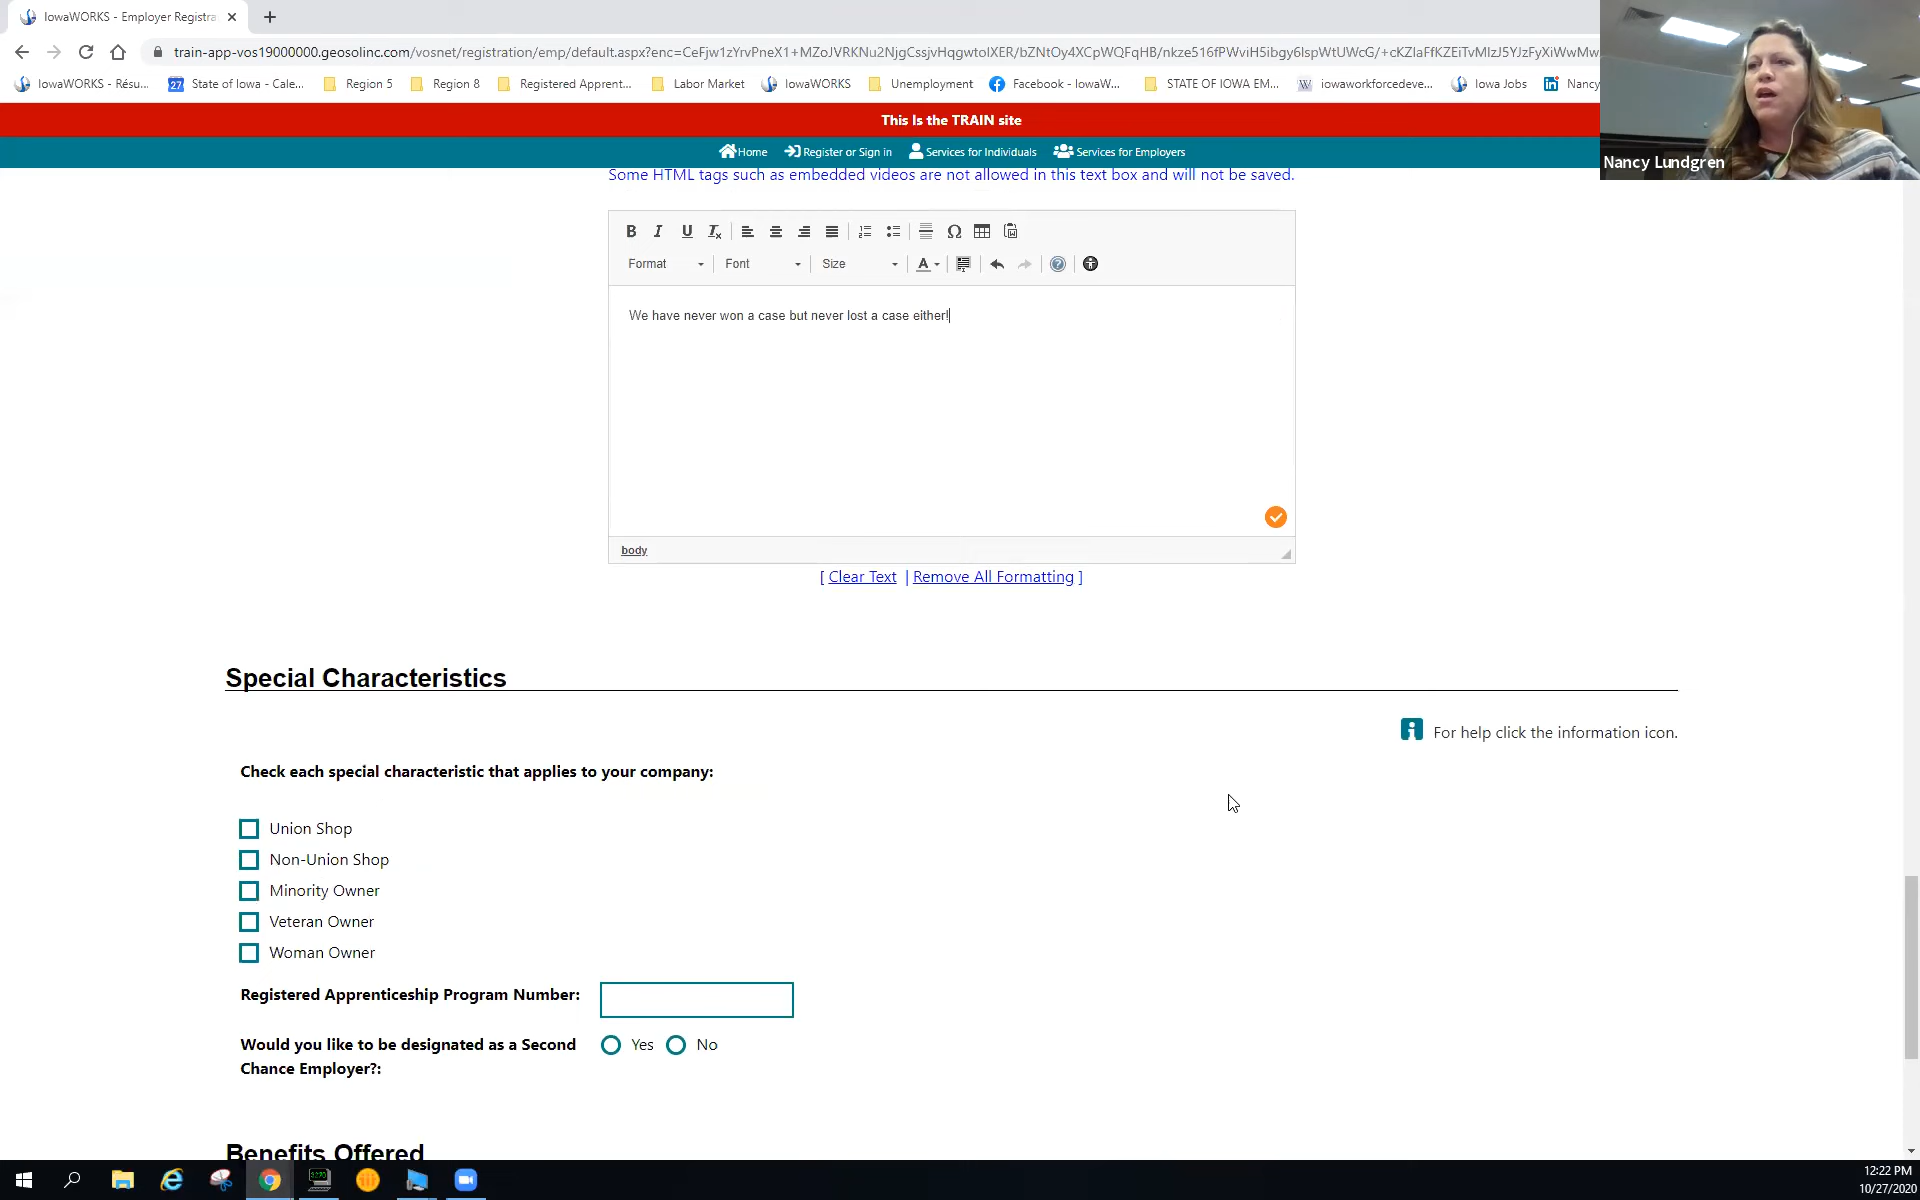 IowaWORKS - Employer Registra
train-app-vos19000000.geosolinc.com/vosnet/registration/emp/default.aspx?enc=CeFjw1zYrvPneX1+MZoJVRKNu2NjgCssjvHqgwtolXER/bZNtOy4XCpWQFqHB/nkze516fPWviH5ibgy6lspWtUWcG/+cKZlaFfKZEiTvMIzJ5YJzFyXiWwMw
IowaWORKS - Résu...
State of Iowa - Cale...
Region 5
Region 8
Registered Apprent...
Labor Market
IowaWORKS
Unemployment
Facebook - IowaW...
STATE OF IOWA EM...
iowaworkforcedeve...
Iowa Jobs
Nancy
Nancy Lundgren
This Is the TRAIN site
Home Register or Sign in Services for Individuals Services for Employers
Some HTML tags such as embedded videos are not allowed in this text box and will not be saved.
Format Font Size
We have never won a case but never lost a case either!
body
[ Clear Text | Remove All Formatting ]
Special Characteristics
For help click the information icon.
Check each special characteristic that applies to your company:
Union Shop
Non-Union Shop
Minority Owner
Veteran Owner
Woman Owner
Registered Apprenticeship Program Number:
Would you like to be designated as a Second
Chance Employer?:
Yes No
Benefits Offered
12:22 PM
10/27/2020